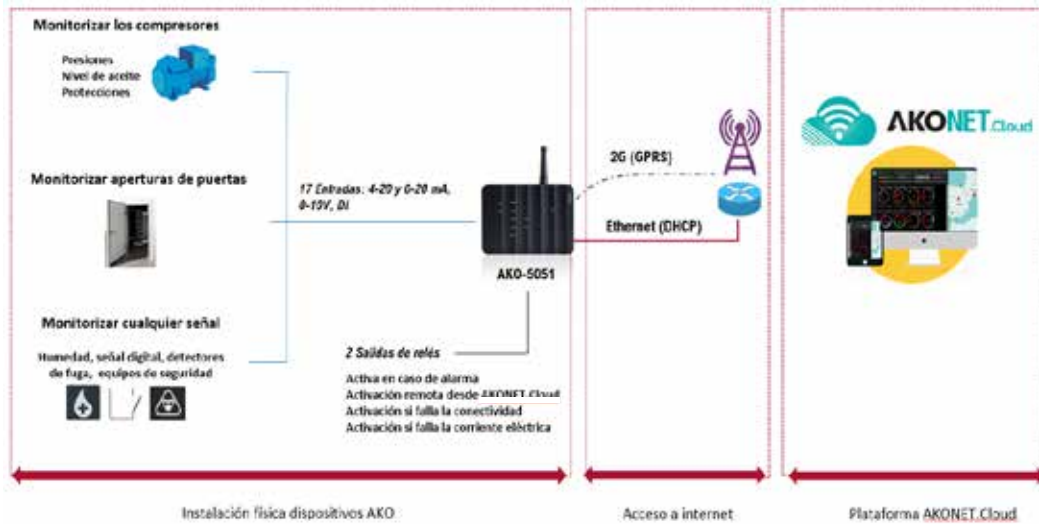 Monitorizar los compresores
Presiones
Nivel de aceite
Protecciones
Monitorizar aperturas de puertas
Monitorizar cualquier señal
Humedad, señal digital, detectores
de fuga, equipos de seguridad
17 Entradas: 4-20 y 0-20 mA,
0-10V, DI
AKO-5051
2 Salidas de relés
Activa en caso de alarma
Activación remota desde AKONET.Cloud
Activación si falla la conectividad
Activación si falla la corriente eléctrica
2G (GPRS)
Ethernet (DHCP)
AKONET.Cloud
Instalación física dispositivos AKO
Acceso a internet
Plataforma AKONET.Cloud